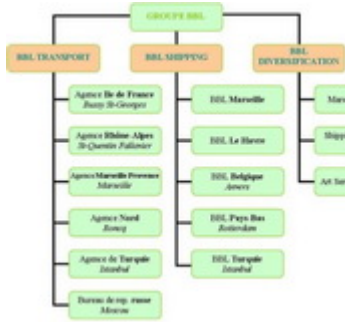 GROUPE BBL
BBL TRANSPORT
BBL SHIPPING
BBL
DIVERSIFICATION
Agence Ile de France
Bussy St-Georges
Agence Rhône-Alpes
St-Quentin Fallavier
Agence Marseille Provence
Marseille
Agence Nord
Roncq
Agence de Turquie
Istanbul
Bureau de rep. russe
Moscou
BBL Marseille
BBL Le Havre
BBL Belgique
Anvers
BBL Pays-Bas
Rotterdam
BBL Turquie
Istanbul